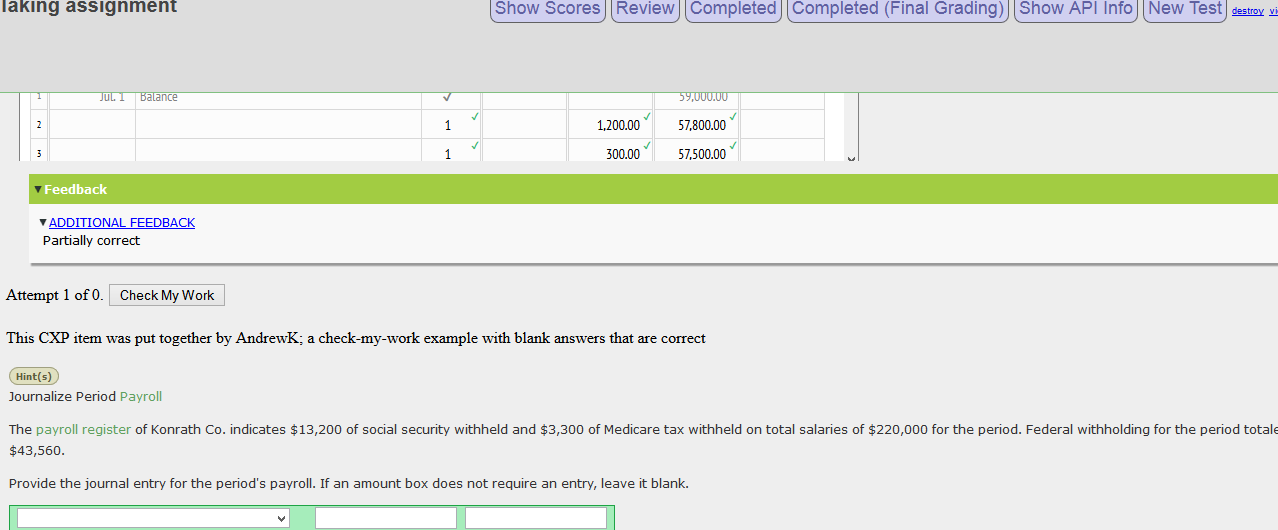 Taking assignment
Show Scores Review Completed Completed (Final Grading) Show API Info New Test destroy
1 Jul. 1 Balance ✓ 59,000.00
2 1 ✓ 1,200.00 ✓ 57,800.00 ✓
3 1 ✓ 300.00 ✓ 57,500.00 ✓
Feedback
ADDITIONAL FEEDBACK
Partially correct
Attempt 1 of 0. Check My Work
This CXP item was put together by AndrewK; a check-my-work example with blank answers that are correct
Hint(s)
Journalize Period Payroll
The payroll register of Konrath Co. indicates $13,200 of social security withheld and $3,300 of Medicare tax withheld on total salaries of $220,000 for the period. Federal withholding for the period totale
$43,560.
Provide the journal entry for the period's payroll. If an amount box does not require an entry, leave it blank.